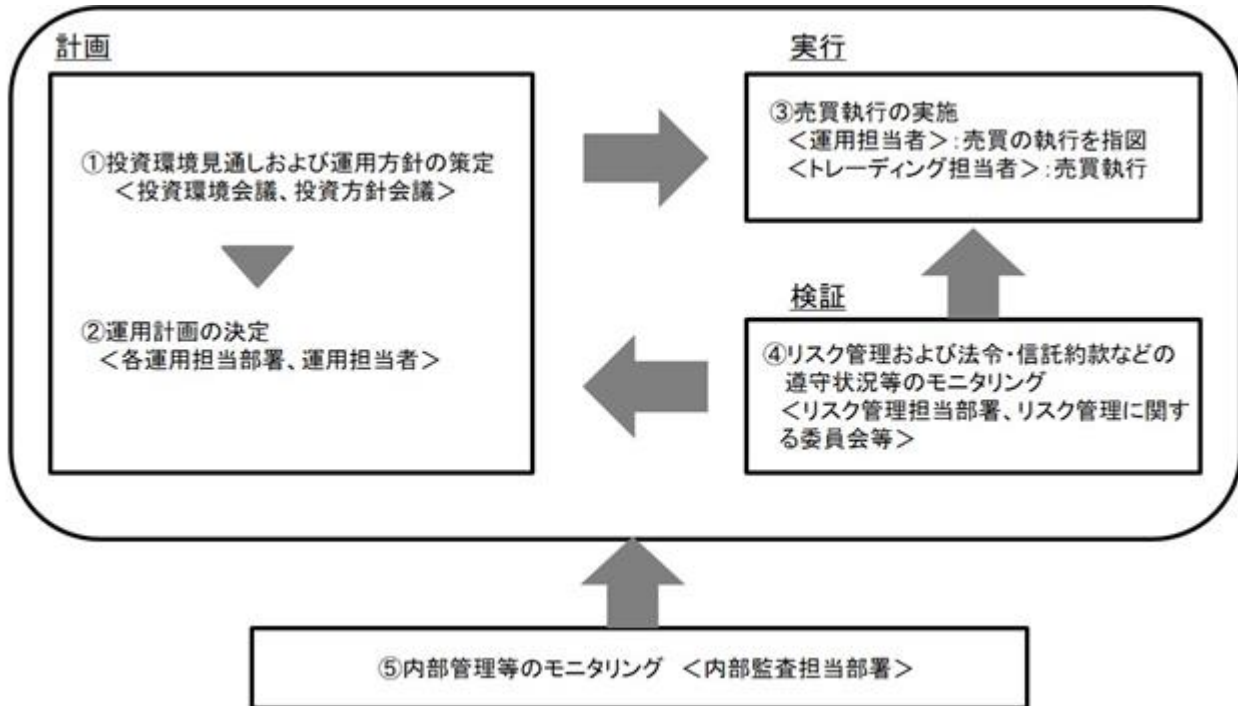 計画
①投資環境見通しおよび運用方針の策定
＜投資環境会議、投資方針会議＞
②運用計画の決定
＜各運用担当部署、運用担当者＞
実行
③売買執行の実施
＜運用担当者＞：売買の執行を指図
＜トレーディング担当者＞：売買執行
検証
④リスク管理および法令・信託約款などの
遵守状況等のモニタリング
＜リスク管理担当部署、リスク管理に関す
る委員会等＞
⑤内部管理等のモニタリング ＜内部監査担当部署＞